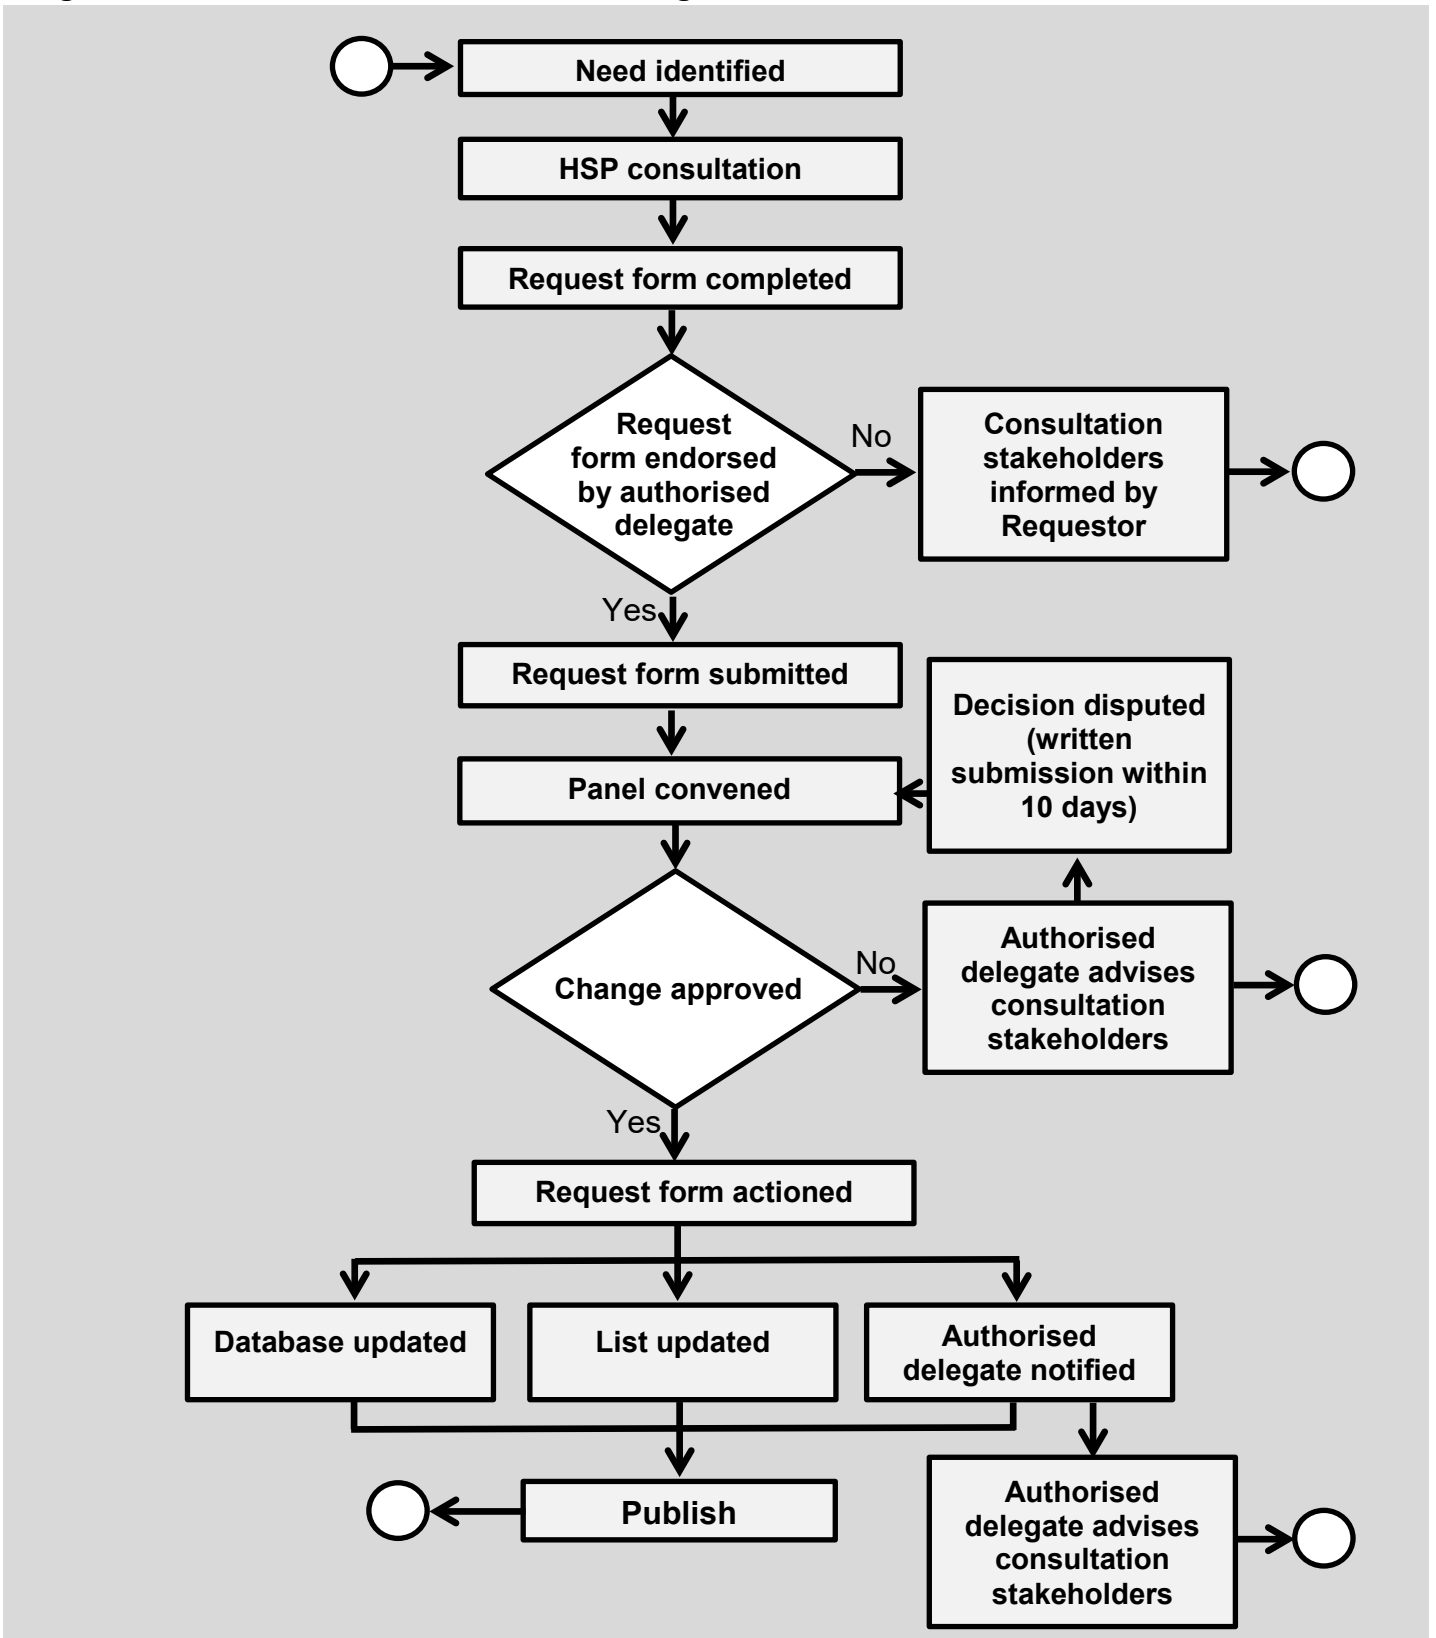 Need identified
HSP consultation
Request form completed
Request
form endorsed
by authorised
delegate
No
Consultation
stakeholders
informed by
Requestor
Yes
Request form submitted
Decision disputed
(written
submission within
10 days)
Panel convened
Change approved
No
Authorised
delegate advises
consultation
stakeholders
Yes
Request form actioned
Database updated
List updated
Authorised
delegate notified
Publish
Authorised
delegate advises
consultation
stakeholders